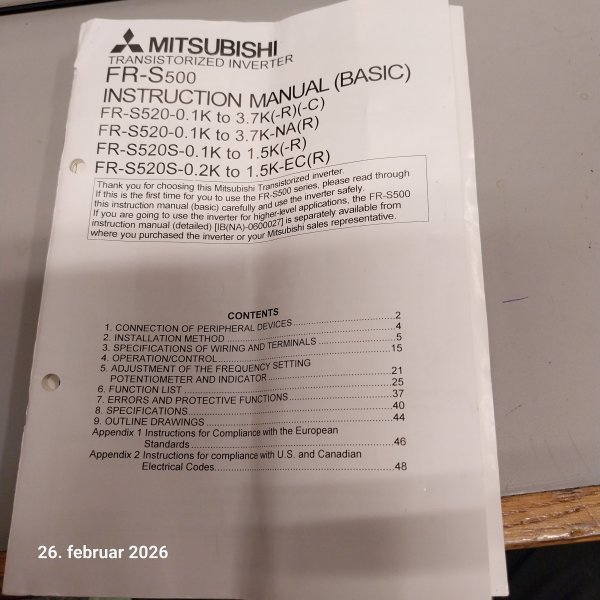 MITSUBISHI
TRANSISTORIZED INVERTER
FR-S500
INSTRUCTION MANUAL (BASIC)
FR-S520-0.1K to 3.7K(-R)(-C)
FR-S520-0.1K to 3.7K-NA(R)
FR-S520S-0.1K to 1.5K(-R)
FR-S520S-0.2K to 1.5K-EC(R)
Thank you for choosing this Mitsubishi Transistorized inverter.
If this is the first time for you to use the FR-S500 series, please read through
this instruction manual (basic) carefully and use the inverter safely.
If you are going to use the inverter for higher-level applications, the FR-S500
instruction manual (detailed) [IB(NA)-0600027] is separately available from
where you purchased the inverter or your Mitsubishi sales representative.
CONTENTS
1. CONNECTION OF PERIPHERAL DEVICES ... 2
2. INSTALLATION METHOD ... 4
3. SPECIFICATIONS OF WIRING AND TERMINALS ... 5
4. OPERATION/CONTROL ... 15
5. ADJUSTMENT OF THE FREQUENCY SETTING
POTENTIOMETER AND INDICATOR ... 21
6. FUNCTION LIST ... 25
7. ERRORS AND PROTECTIVE FUNCTIONS ... 37
8. SPECIFICATIONS ... 40
9. OUTLINE DRAWINGS ... 44
Appendix 1 Instructions for Compliance with the European
Standards ... 46
Appendix 2 Instructions for compliance with U.S. and Canadian
Electrical Codes ... 48
26. februar 2026